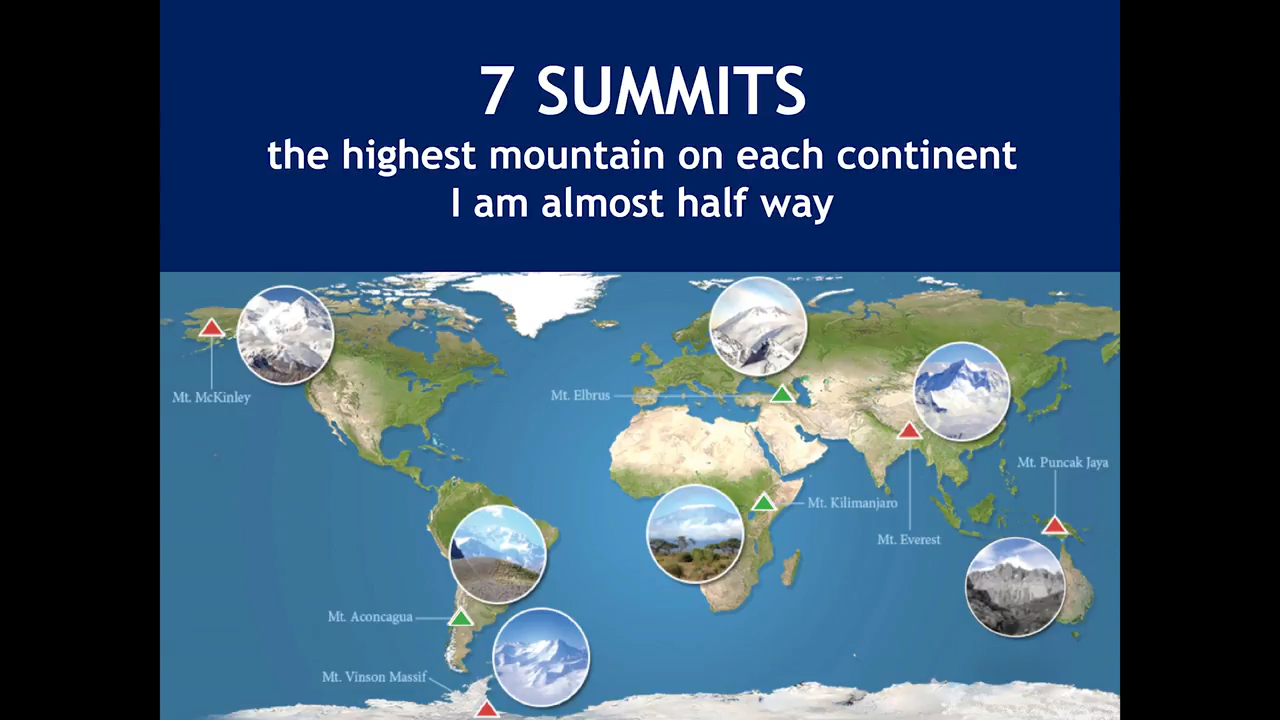 7 SUMMITS
the highest mountain on each continent
I am almost half way
Mt. McKinley
Mt. Elbrus
Mt. Puncak Jaya
Mt. Kilimanjaro
Mt. Everest
Mt. Aconcagua
Mt. Vinson Massif